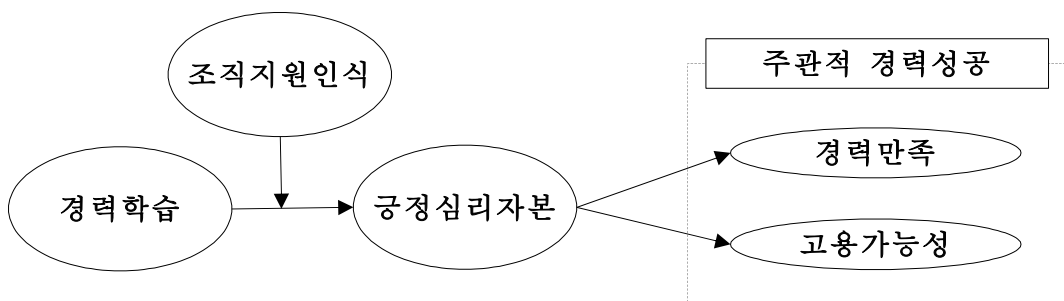 조직지원인식
주관적 경력성공
경력만족
경력학습
긍정심리자본
고용가능성